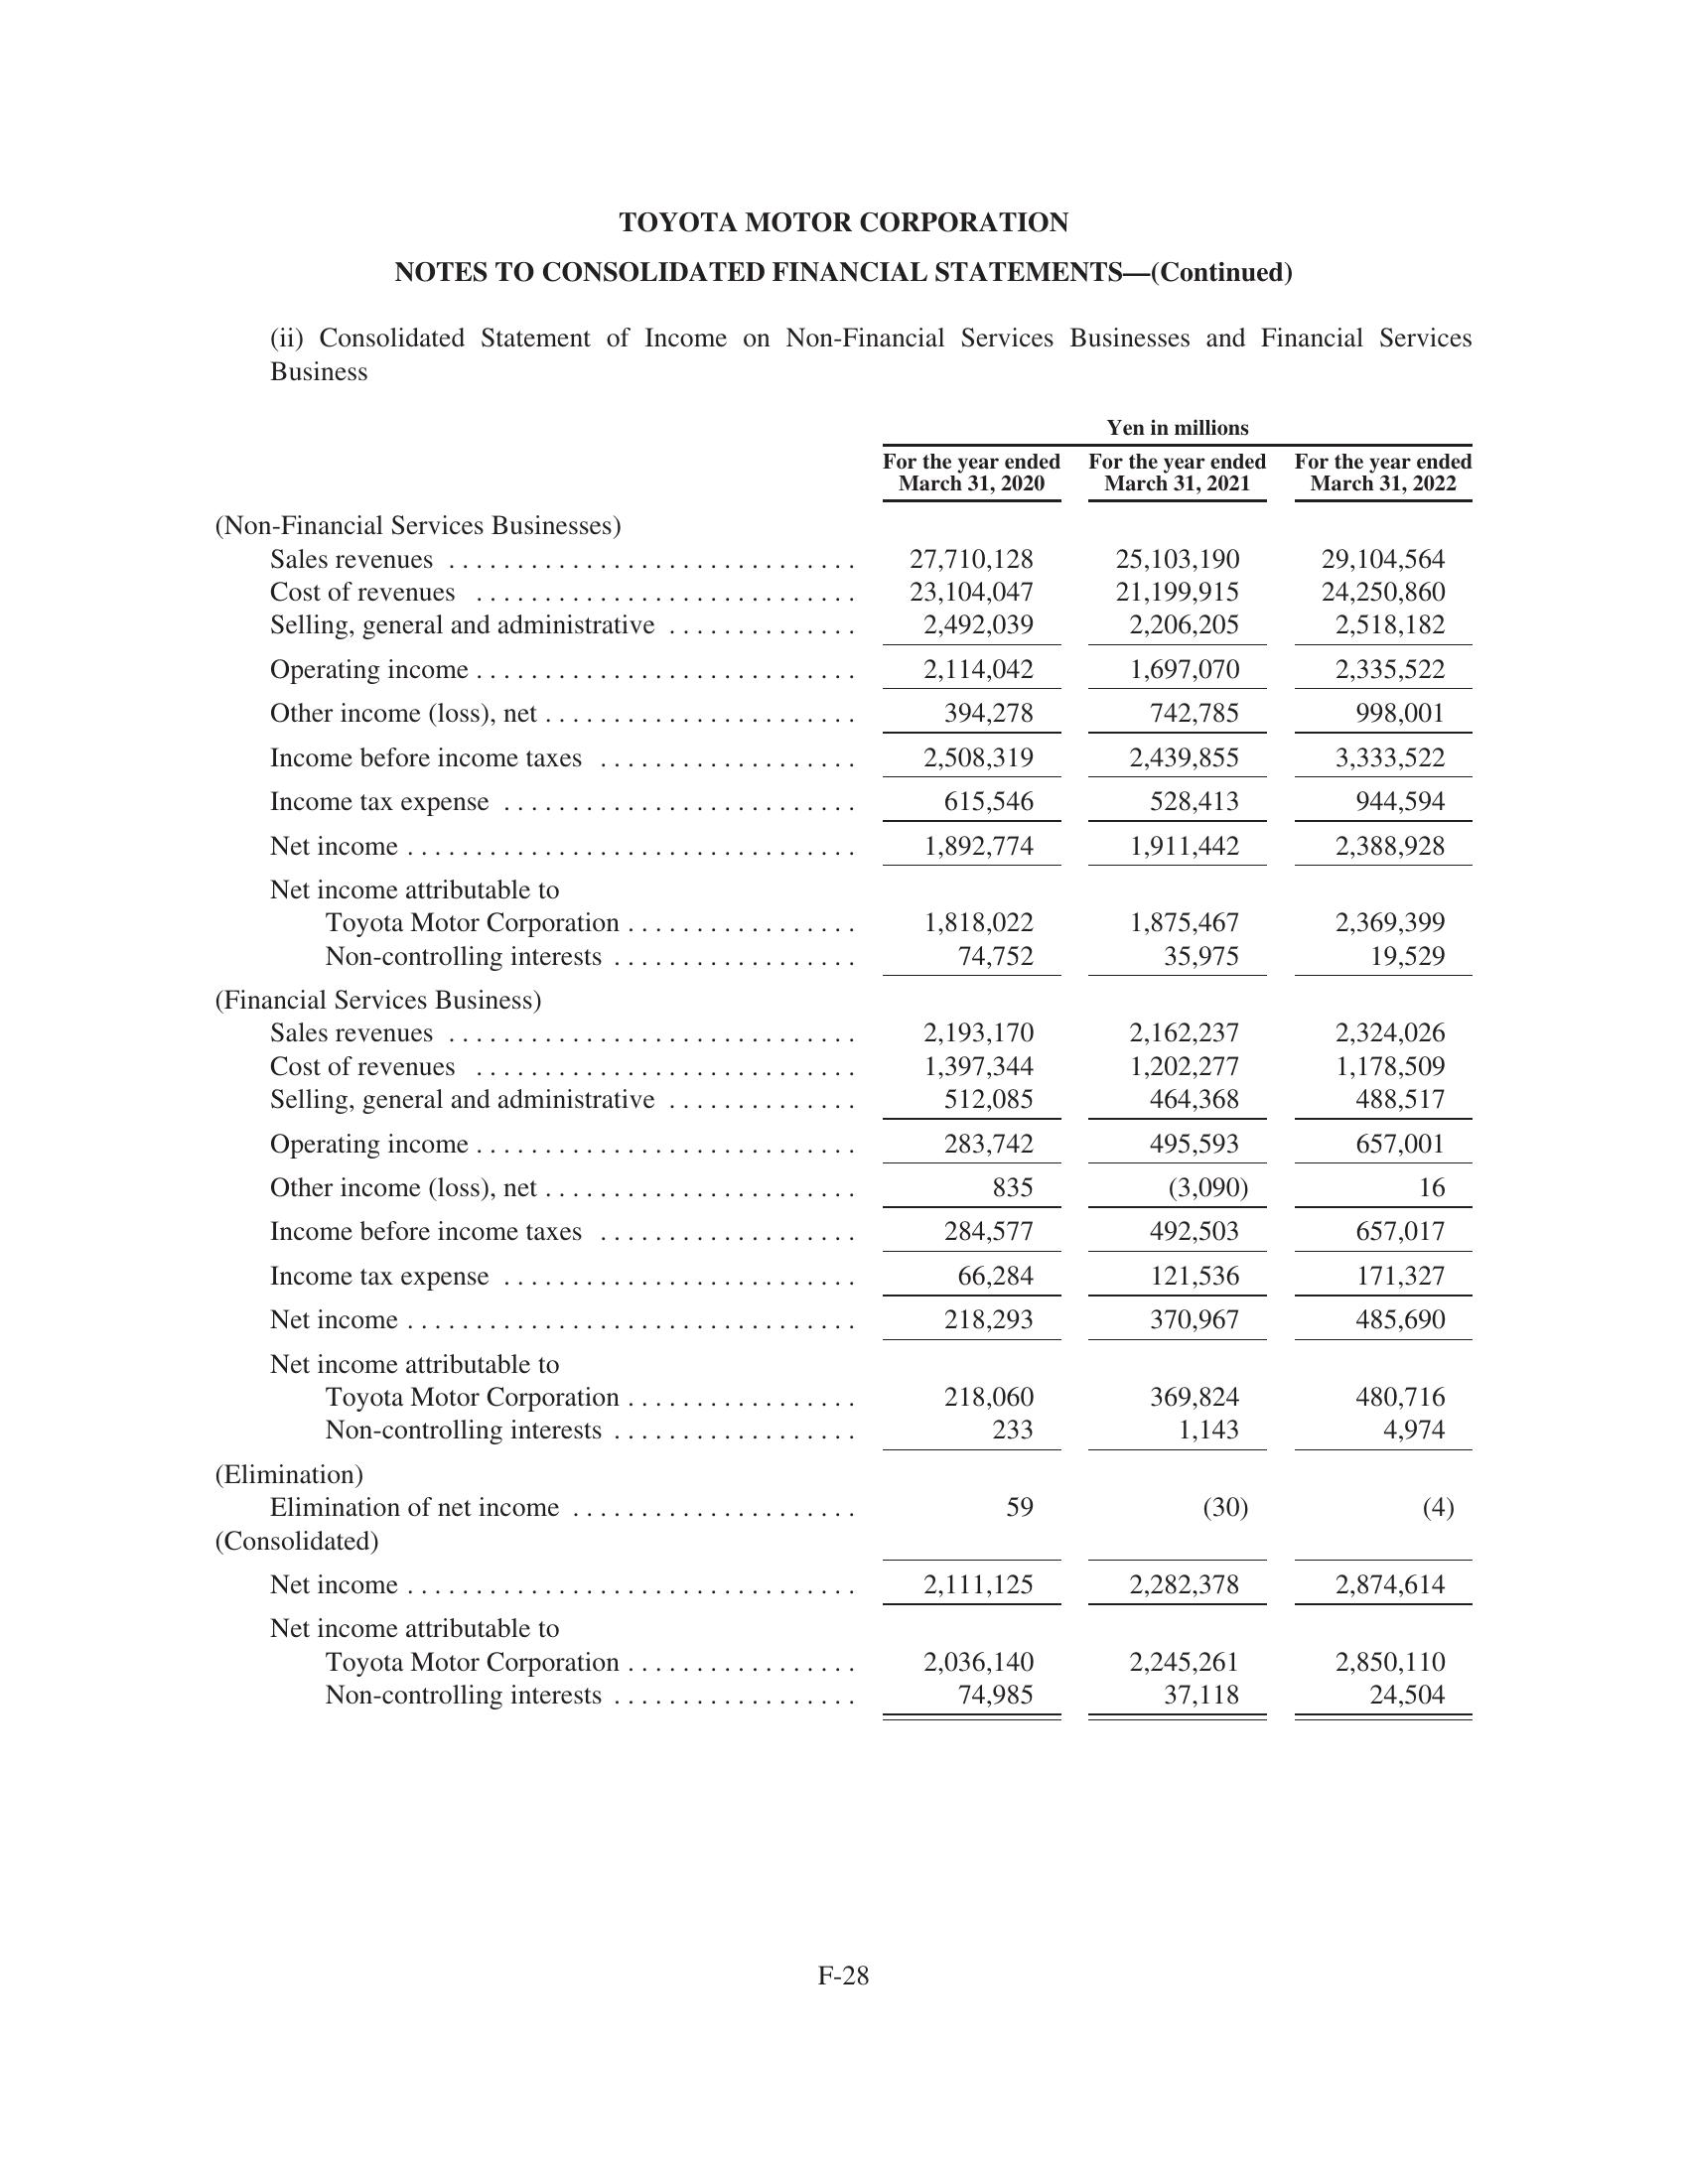 TOYOTA MOTOR CORPORATION
NOTES TO CONSOLIDATED FINANCIAL STATEMENTS—(Continued)
(ii) Consolidated Statement of Income on Non-Financial Services Businesses and Financial Services
Business
Yen in millions
For the year ended For the year ended For the year ended
March 31, 2020 March 31, 2021 March 31, 2022
(Non-Financial Services Businesses)
Sales revenues . . . . . . . . . . . . . . . . . . . . . . . . . . . . . . 27,710,128 25,103,190 29,104,564
Cost of revenues . . . . . . . . . . . . . . . . . . . . . . . . . . . . 23,104,047 21,199,915 24,250,860
Selling, general and administrative . . . . . . . . . . . . . . 2,492,039 2,206,205 2,518,182
Operating income . . . . . . . . . . . . . . . . . . . . . . . . . . . . 2,114,042 1,697,070 2,335,522
Other income (loss), net . . . . . . . . . . . . . . . . . . . . . . . 394,278 742,785 998,001
Income before income taxes . . . . . . . . . . . . . . . . . . . 2,508,319 2,439,855 3,333,522
Income tax expense . . . . . . . . . . . . . . . . . . . . . . . . . . 615,546 528,413 944,594
Net income . . . . . . . . . . . . . . . . . . . . . . . . . . . . . . . . . 1,892,774 1,911,442 2,388,928
Net income attributable to
Toyota Motor Corporation . . . . . . . . . . . . . . . . . 1,818,022 1,875,467 2,369,399
Non-controlling interests . . . . . . . . . . . . . . . . . . 74,752 35,975 19,529
(Financial Services Business)
Sales revenues . . . . . . . . . . . . . . . . . . . . . . . . . . . . . . 2,193,170 2,162,237 2,324,026
Cost of revenues . . . . . . . . . . . . . . . . . . . . . . . . . . . . 1,397,344 1,202,277 1,178,509
Selling, general and administrative . . . . . . . . . . . . . . 512,085 464,368 488,517
Operating income . . . . . . . . . . . . . . . . . . . . . . . . . . . . 283,742 495,593 657,001
Other income (loss), net . . . . . . . . . . . . . . . . . . . . . . . 835 (3,090) 16
Income before income taxes . . . . . . . . . . . . . . . . . . . 284,577 492,503 657,017
Income tax expense . . . . . . . . . . . . . . . . . . . . . . . . . . 66,284 121,536 171,327
Net income . . . . . . . . . . . . . . . . . . . . . . . . . . . . . . . . . 218,293 370,967 485,690
Net income attributable to
Toyota Motor Corporation . . . . . . . . . . . . . . . . . 218,060 369,824 480,716
Non-controlling interests . . . . . . . . . . . . . . . . . . 233 1,143 4,974
(Elimination)
Elimination of net income . . . . . . . . . . . . . . . . . . . . . 59 (30) (4)
(Consolidated)
Net income . . . . . . . . . . . . . . . . . . . . . . . . . . . . . . . . . 2,111,125 2,282,378 2,874,614
Net income attributable to
Toyota Motor Corporation . . . . . . . . . . . . . . . . . 2,036,140 2,245,261 2,850,110
Non-controlling interests . . . . . . . . . . . . . . . . . . 74,985 37,118 24,504
F-28